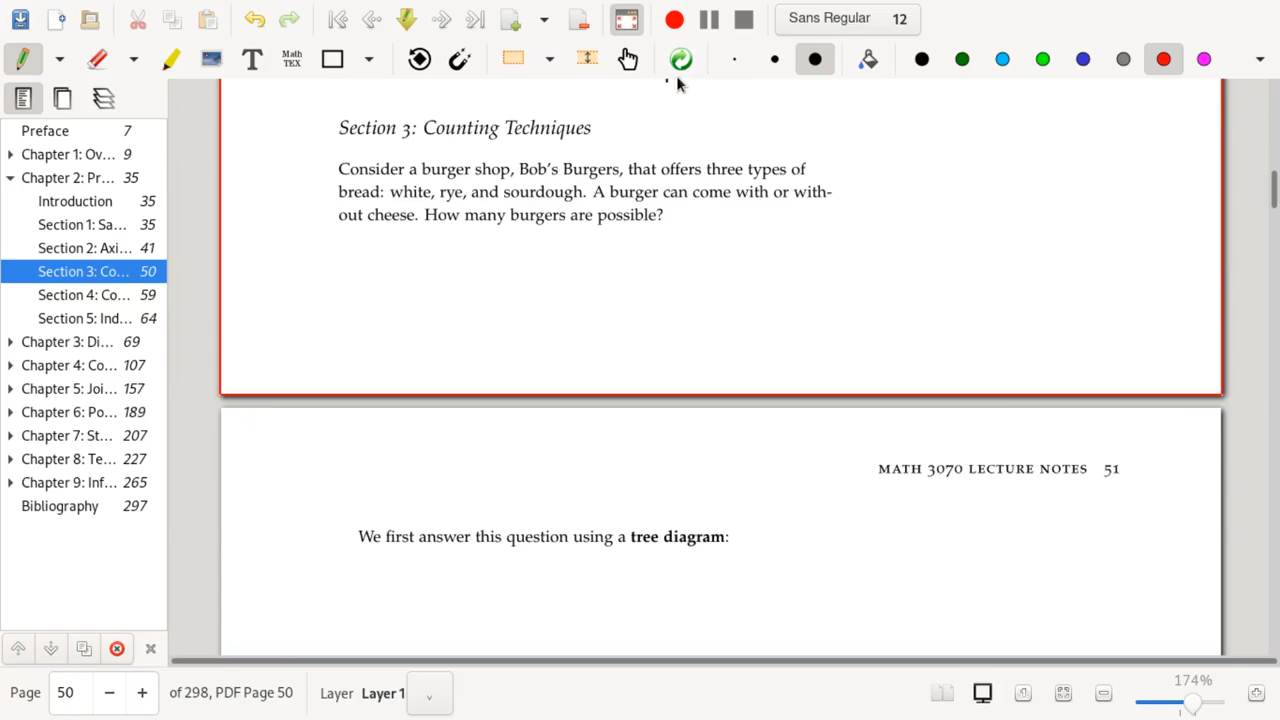 Sans Regular 12
Math
TEX
Preface 7
Chapter 1: Ov... 9
Chapter 2: Pr... 35
Introduction 35
Section 1: Sa... 35
Section 2: Axi... 41
Section 3: Co... 50
Section 4: Co... 59
Section 5: Ind... 64
Chapter 3: Di... 69
Chapter 4: Co... 107
Chapter 5: Joi... 157
Chapter 6: Po... 189
Chapter 7: St... 207
Chapter 8: Te... 227
Chapter 9: Inf... 265
Bibliography 297
Section 3: Counting Techniques
Consider a burger shop, Bob's Burgers, that offers three types of
bread: white, rye, and sourdough. A burger can come with or with-
out cheese. How many burgers are possible?
MATH 3070 LECTURE NOTES 51
We first answer this question using a tree diagram:
Page 50 of 298, PDF Page 50 Layer Layer 1 174%